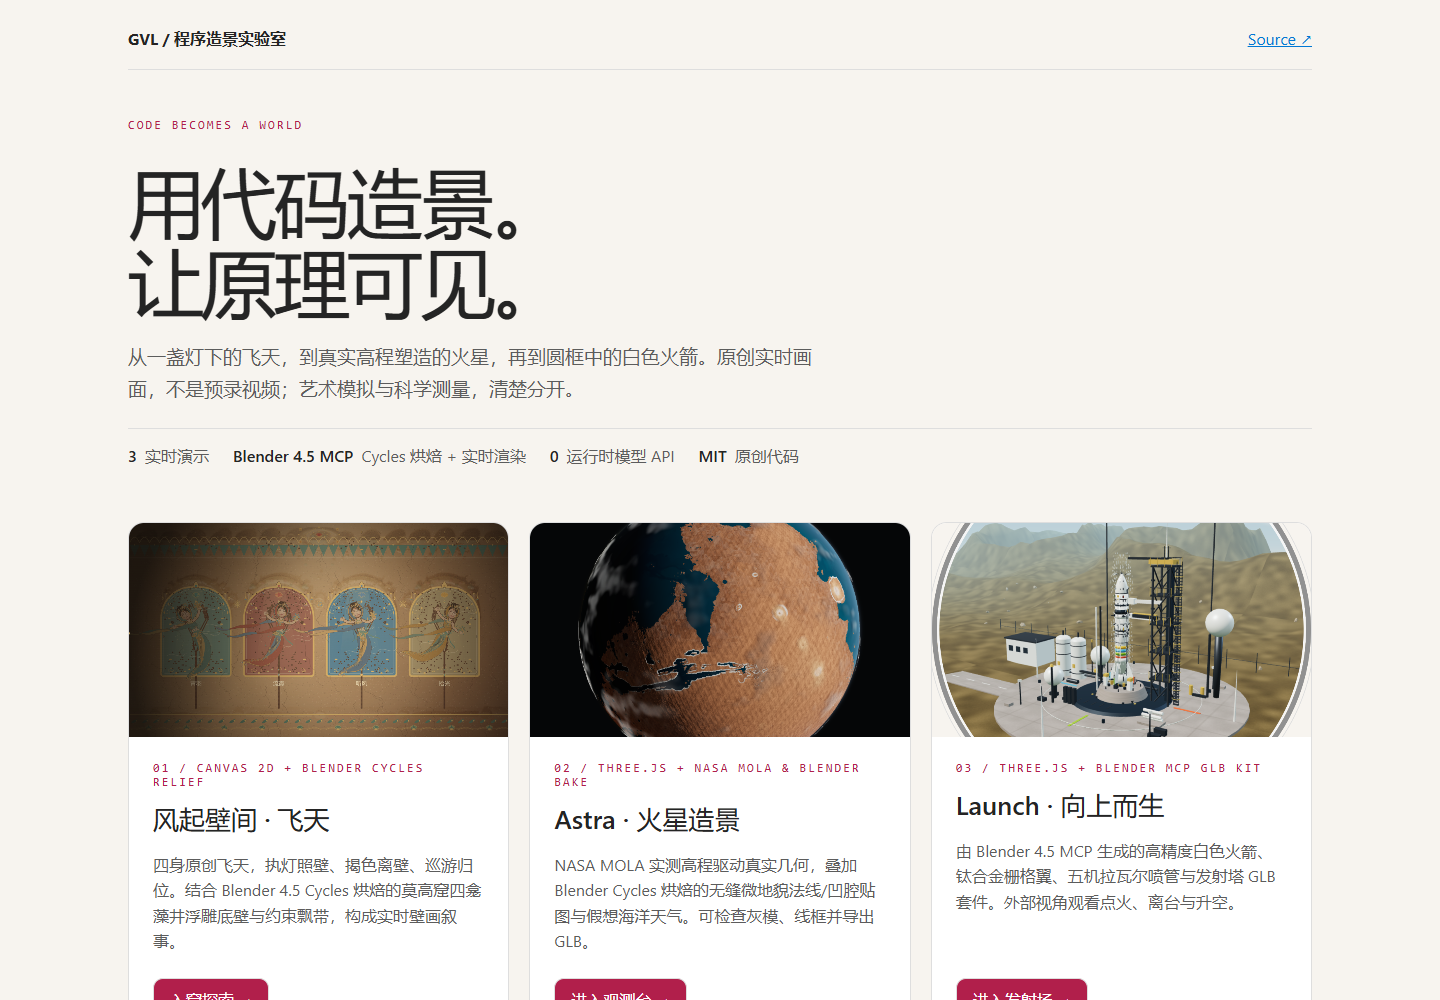 GVL / 程序造景实验室
Source ↗
CODE BECOMES A WORLD
用代码造景。
让原理可见。
从一盏灯下的飞天，到真实高程塑造的火星，再到圆框中的白色火箭。原创实时画
面，不是预录视频；艺术模拟与科学测量，清楚分开。
3 实时演示 Blender 4.5 MCP Cycles 烘焙 + 实时渲染 0 运行时模型 API MIT 原创代码
01 / CANVAS 2D + BLENDER CYCLES
RELIEF
风起壁间 · 飞天
四身原创飞天，执灯照壁、揭色离壁、巡游归
位。结合 Blender 4.5 Cycles 烘焙的莫高窟四龛
藻井浮雕底壁与约束飘带，构成实时壁画叙
事。
入窟探索 →
02 / THREE.JS + NASA MOLA & BLENDER
BAKE
Astra · 火星造景
NASA MOLA 实测高程驱动真实几何，叠加
Blender Cycles 烘焙的无缝微地貌法线/凹腔贴
图与假想海洋天气。可检查灰模、线框并导出
GLB。
进入观测台 →
03 / THREE.JS + BLENDER MCP GLB KIT
Launch · 向上而生
由 Blender 4.5 MCP 生成的高精度白色火箭、
钛合金栅格翼、五机拉瓦尔喷管与发射塔 GLB
套件。外部视角观看点火、离台与升空。
进入发射场 →